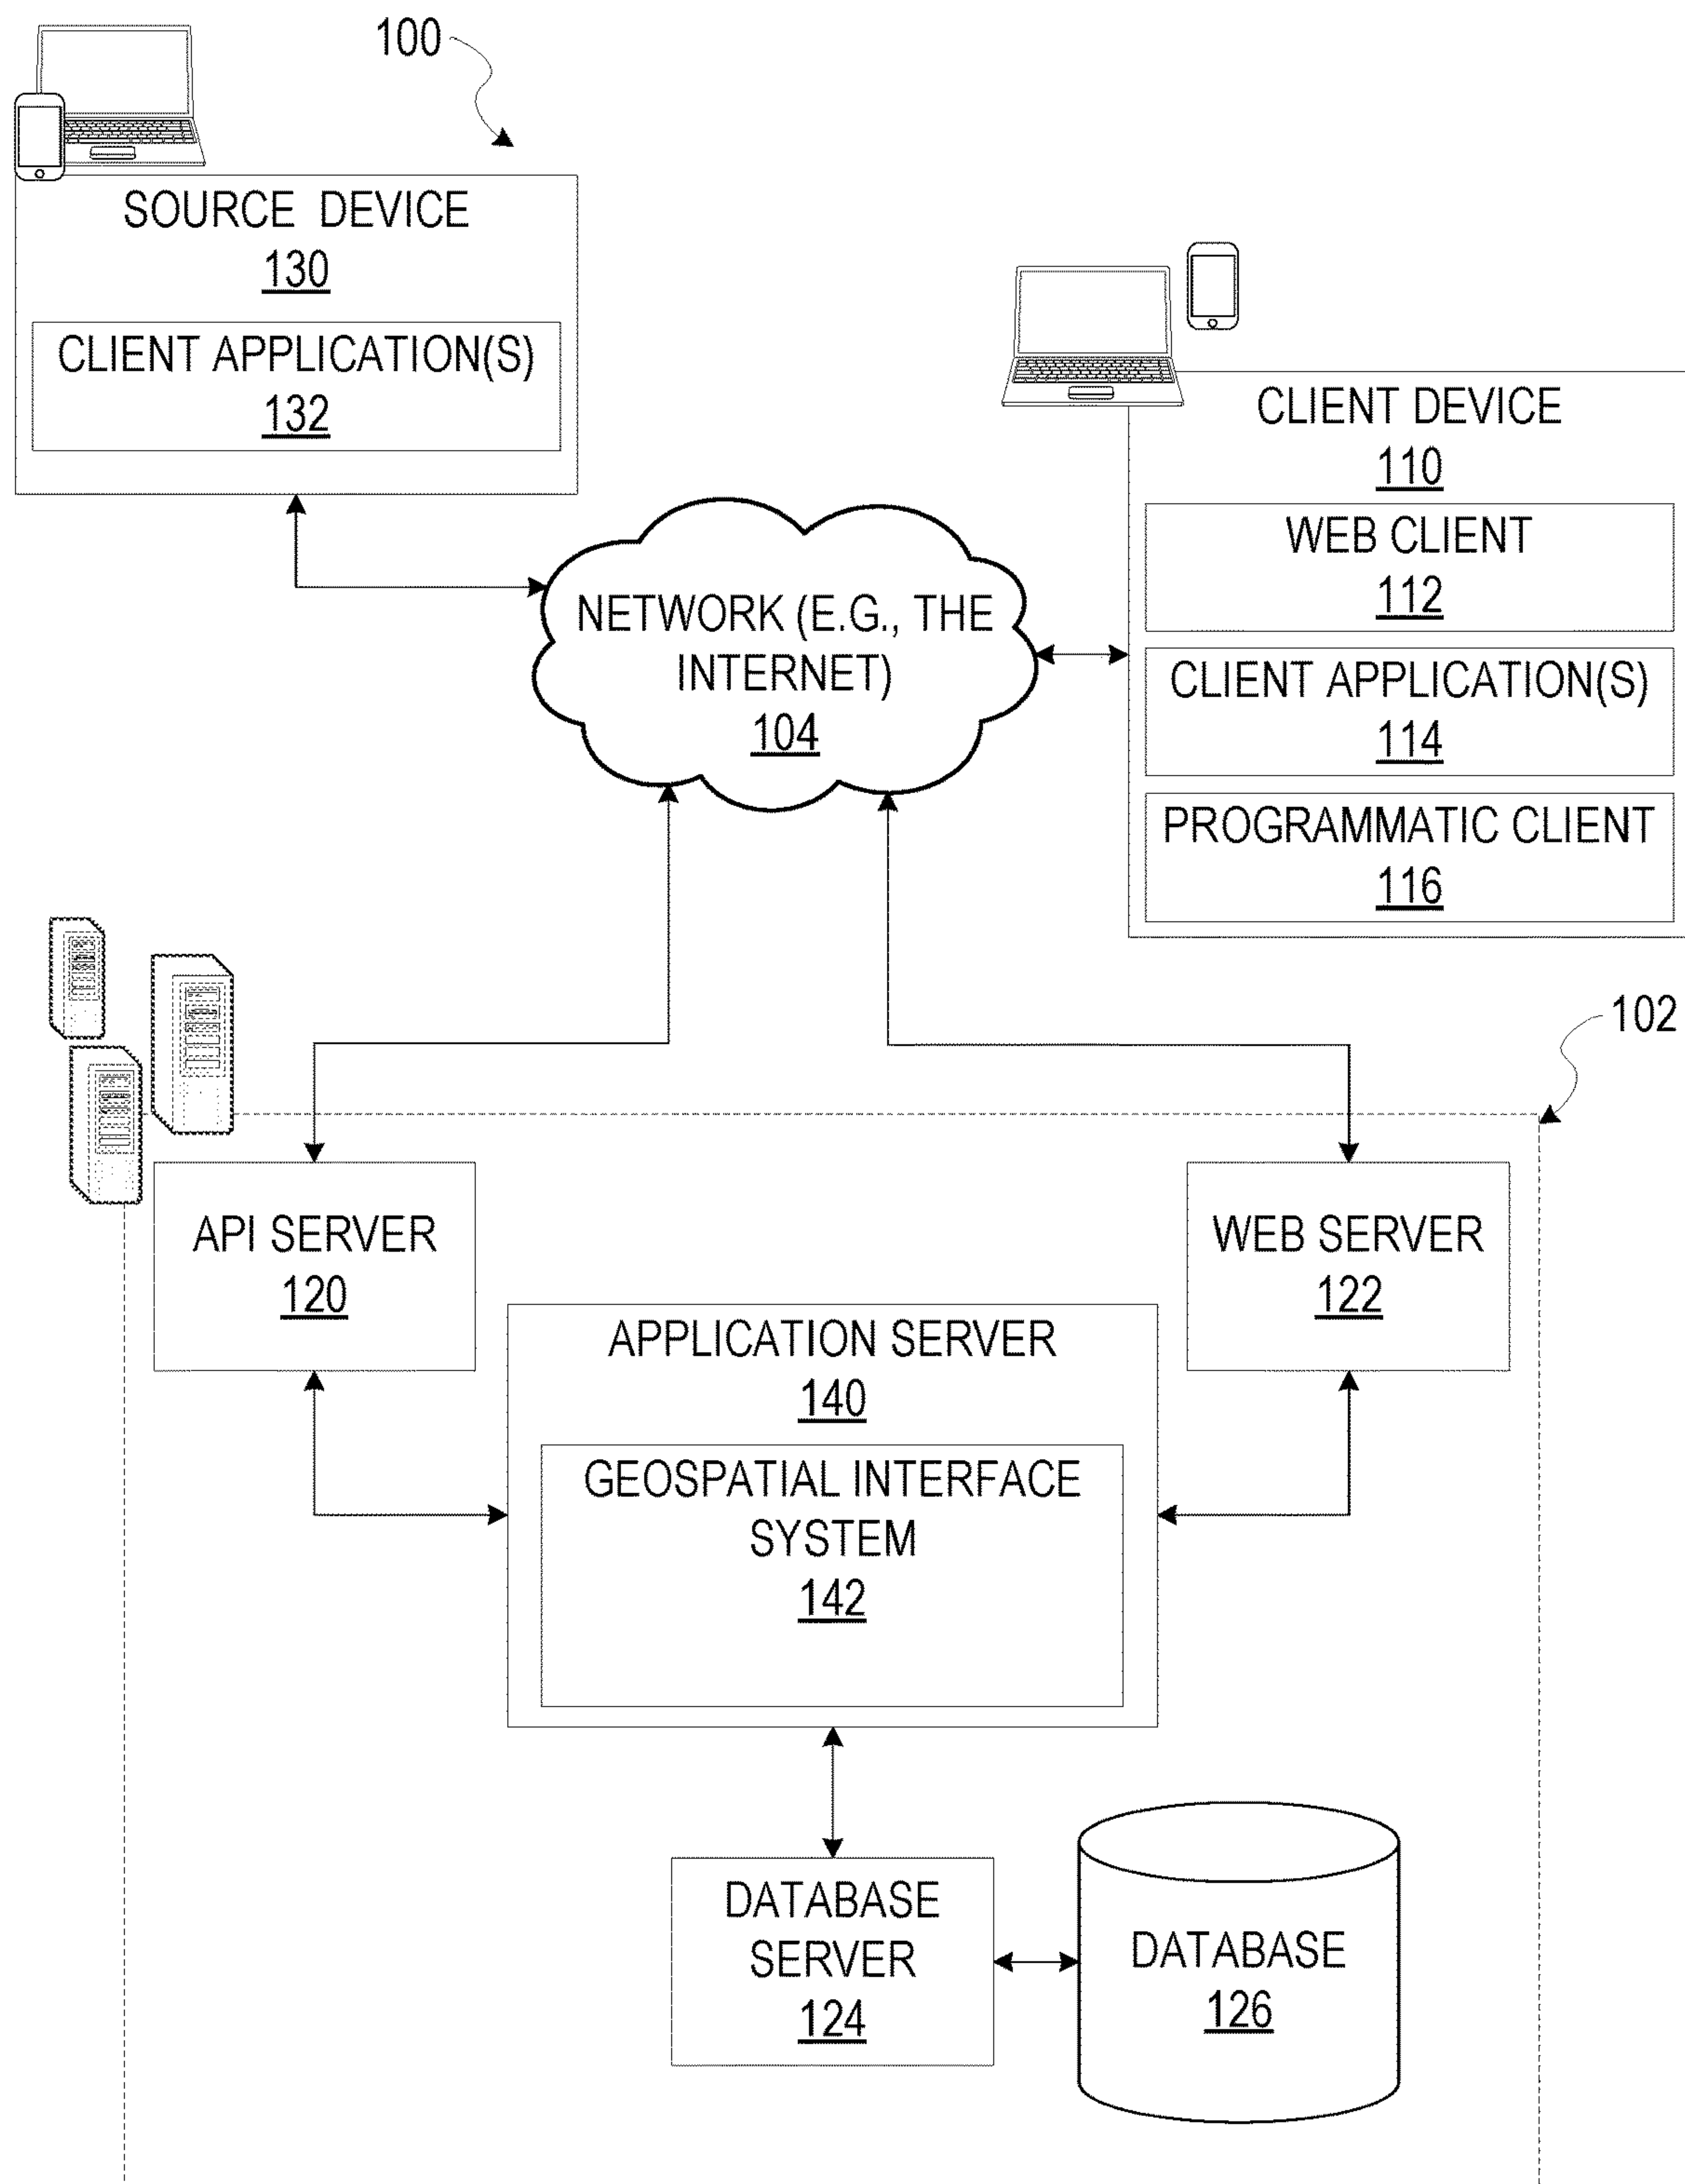 100
SOURCE DEVICE
130
CLIENT APPLICATION(S)
132
CLIENT DEVICE
110
WEB CLIENT
112
CLIENT APPLICATION(S)
114
PROGRAMMATIC CLIENT
116
NETWORK (E.G., THE
INTERNET)
104
102
API SERVER
120
WEB SERVER
122
APPLICATION SERVER
140
GEOSPATIAL INTERFACE
SYSTEM
142
DATABASE
SERVER
124
DATABASE
126